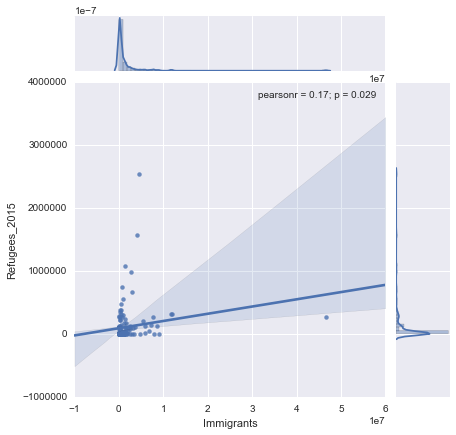 1e−7
1e7
4000000
pearsonr = 0.17; p = 0.029
3000000
2000000
Refugees_2015
1000000
0
−1000000
−1 0 1 2 3 4 5 6
Immigrants
1e7